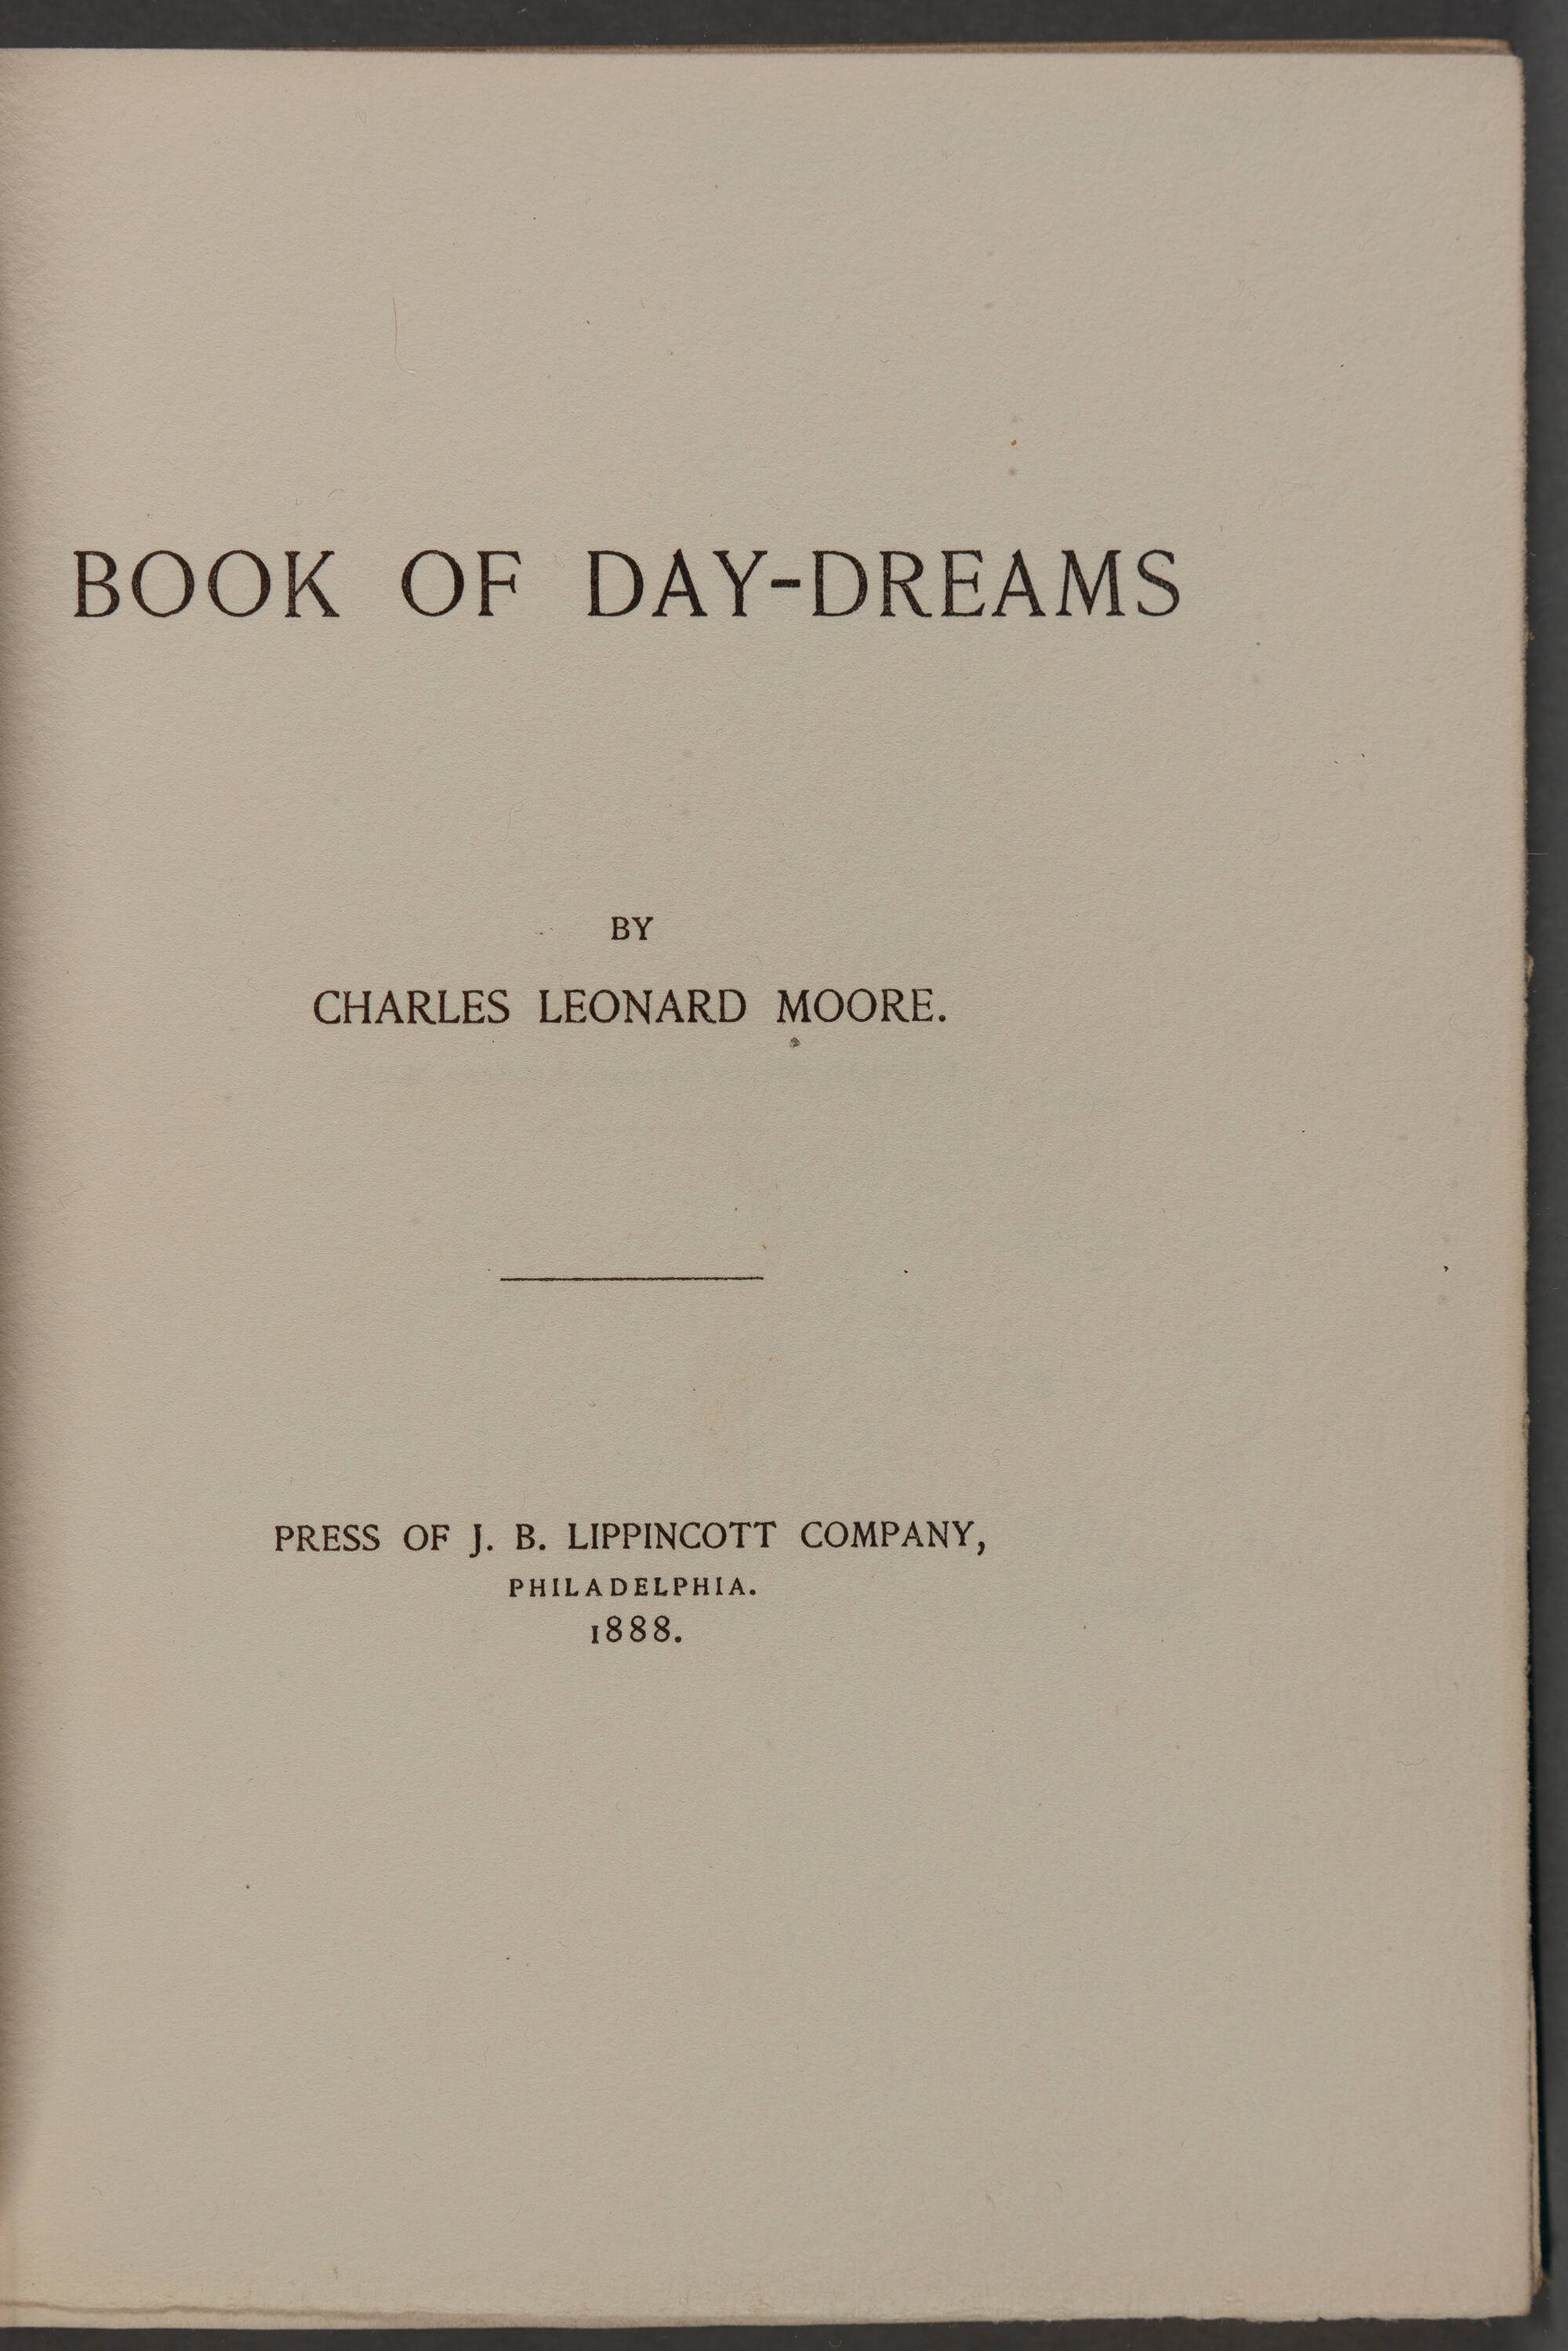 BOOK OF DAY-DREAMS
BY
CHARLES LEONARD MOORE.
PRESS OF J. B. LIPPINCOTT COMPANY,
PHILADELPHIA.
1888.